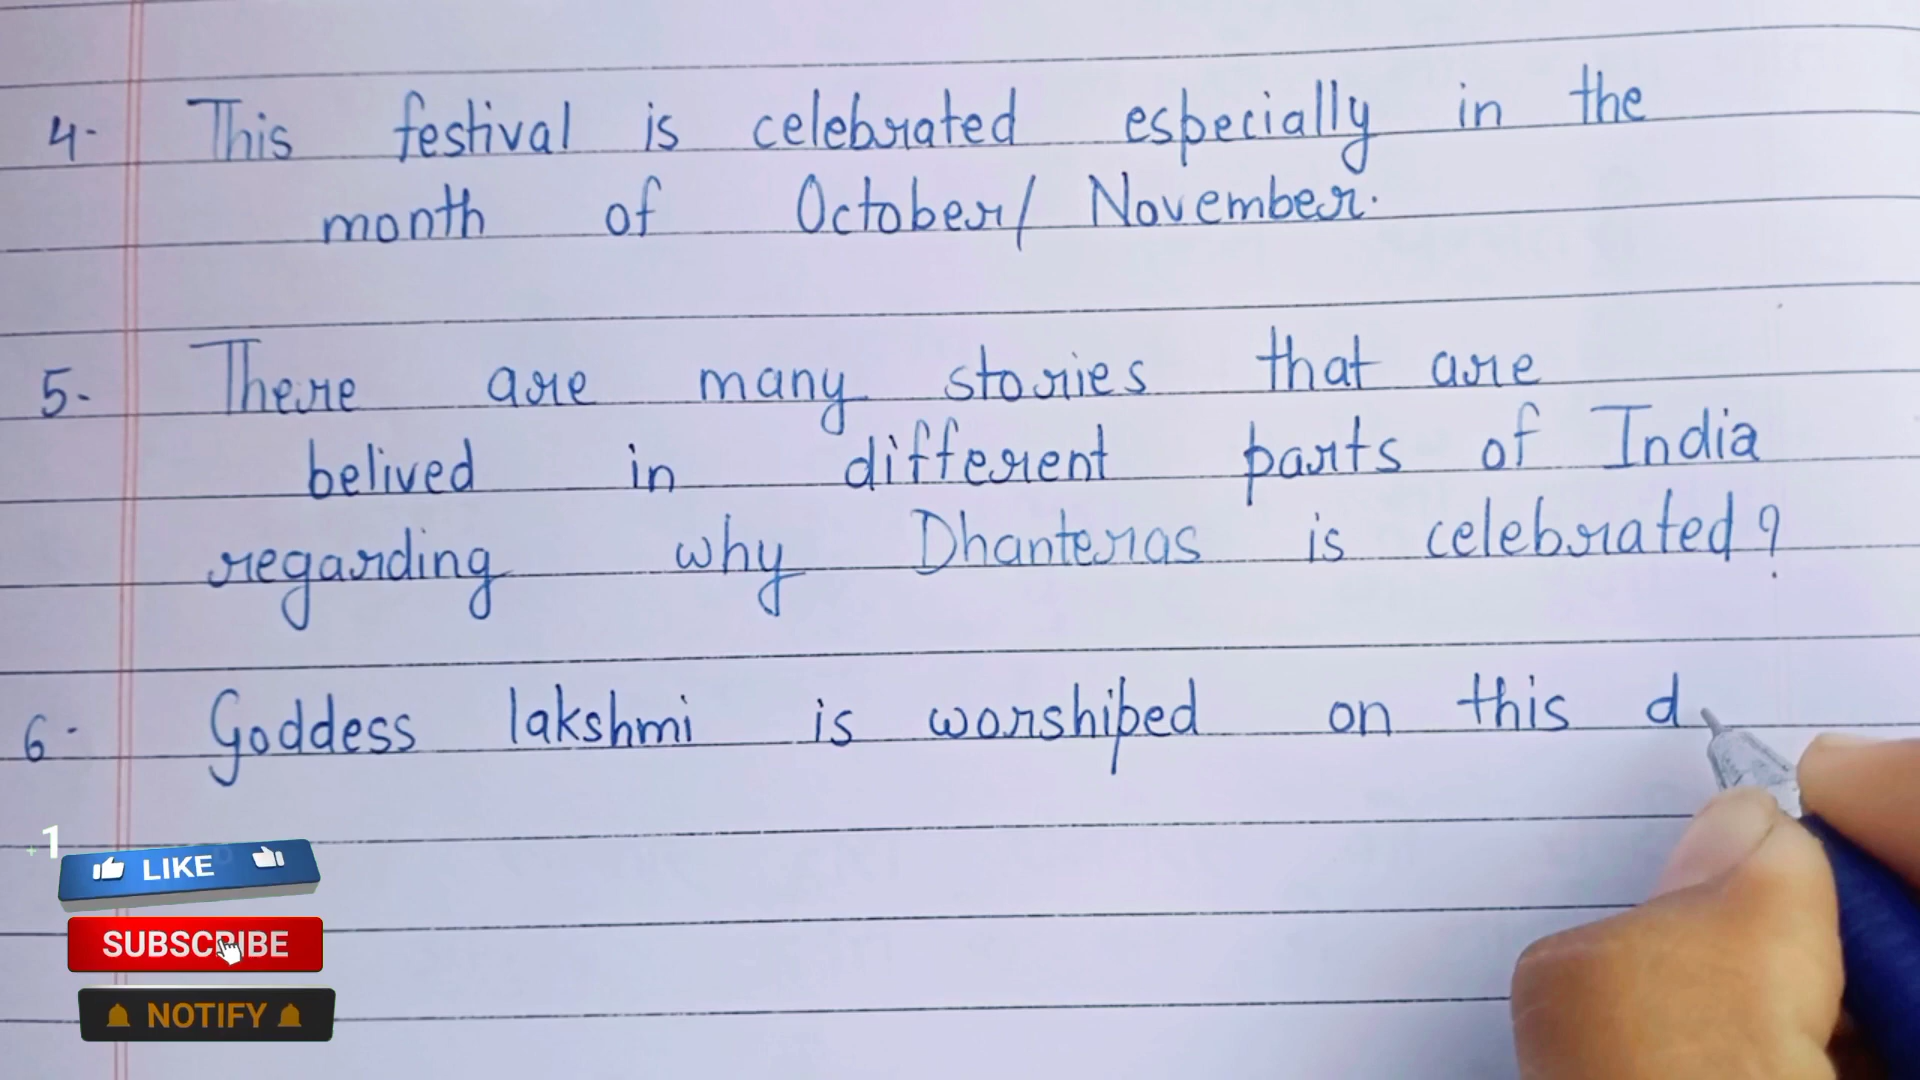 4- This festival is celebrated especially in the
month of October/ November.
5- There are many stories that are
belived in different parts of India
regarding why Dhanteras is celebrated?
6- Goddess lakshmi is worshiped on this d
+1
LIKE
SUBSCRIBE
NOTIFY